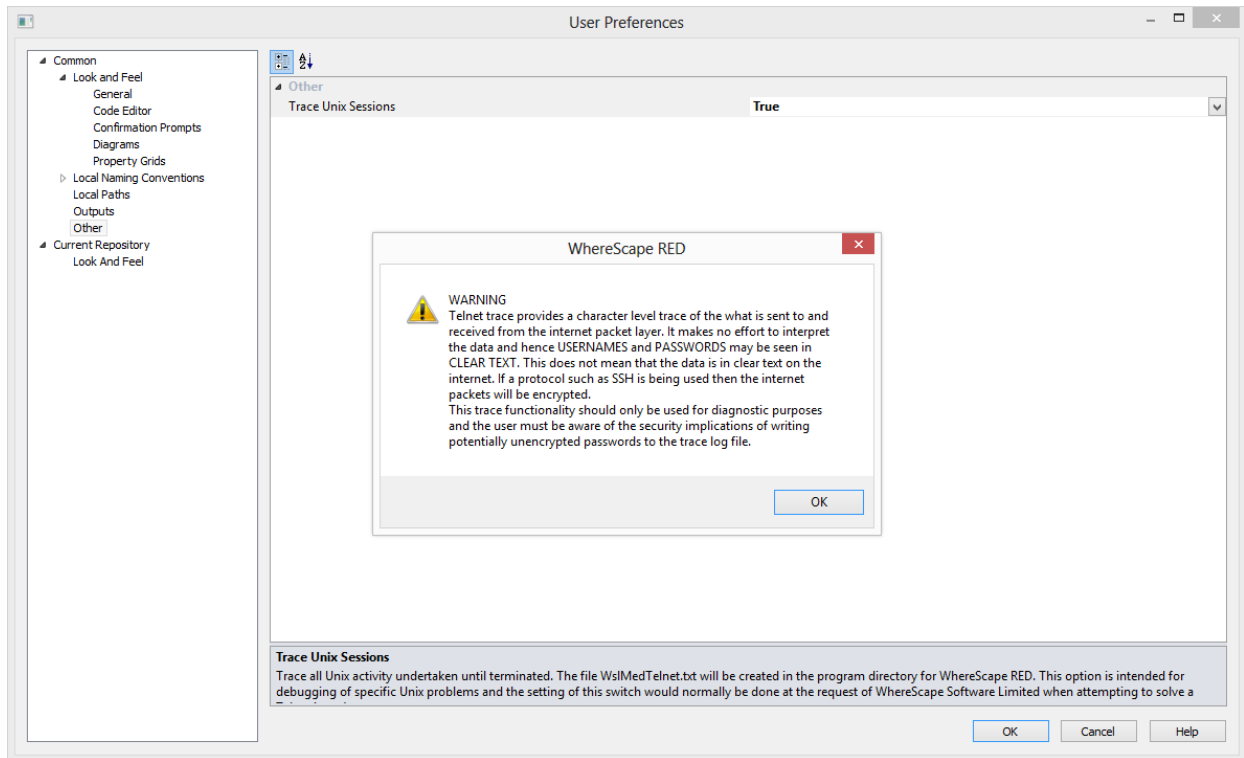 User Preferences
Common
Look and Feel
General
Code Editor
Confirmation Prompts
Diagrams
Property Grids
Local Naming Conventions
Local Paths
Outputs
Other
Current Repository
Look And Feel
Other
Trace Unix Sessions True
WhereScape RED
WARNING
Telnet trace provides a character level trace of the what is sent to and
received from the internet packet layer. It makes no effort to interpret
the data and hence USERNAMES and PASSWORDS may be seen in
CLEAR TEXT. This does not mean that the data is in clear text on the
internet. If a protocol such as SSH is being used then the internet
packets will be encrypted.
This trace functionality should only be used for diagnostic purposes
and the user must be aware of the security implications of writing
potentially unencrypted passwords to the trace log file.
OK
Trace Unix Sessions
Trace all Unix activity undertaken until terminated. The file WslMedTelnet.txt will be created in the program directory for WhereScape RED. This option is intended for
debugging of specific Unix problems and the setting of this switch would normally be done at the request of WhereScape Software Limited when attempting to solve a
OK Cancel Help